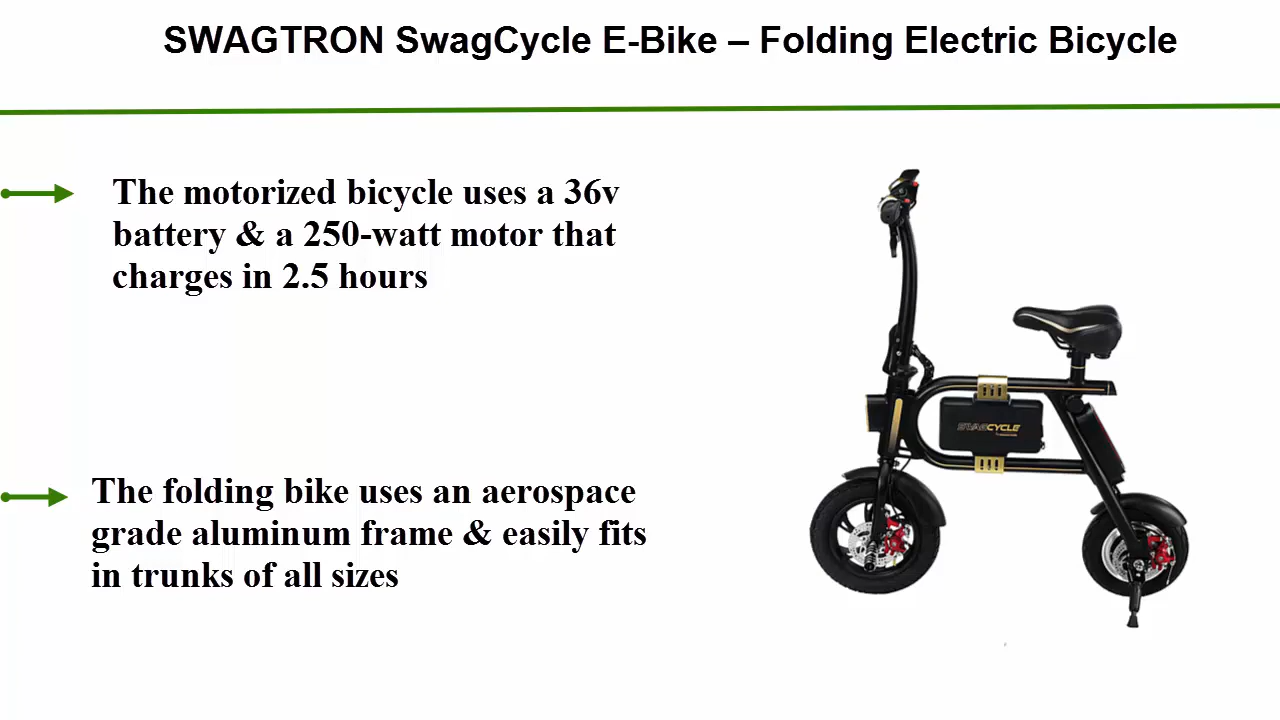 SWAGTRON SwagCycle E-Bike – Folding Electric Bicycle
The motorized bicycle uses a 36v
battery & a 250-watt motor that
charges in 2.5 hours
SWAGCYCLE
The folding bike uses an aerospace
grade aluminum frame & easily fits
in trunks of all sizes